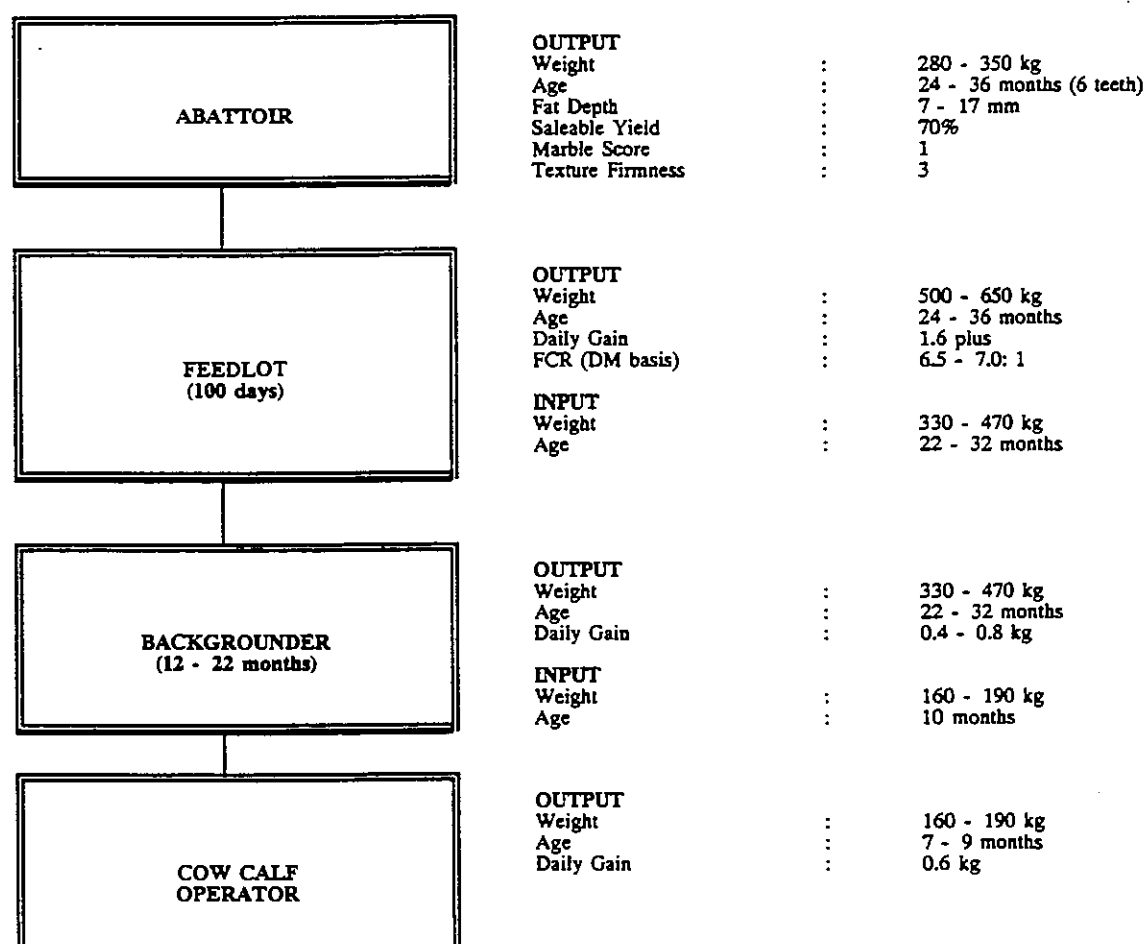 ABATTOIR
OUTPUT
Weight : 280 - 350 kg
Age : 24 - 36 months (6 teeth)
Fat Depth : 7 - 17 mm
Saleable Yield : 70%
Marble Score : 1
Texture Firmness : 3
FEEDLOT
(100 days)
OUTPUT
Weight : 500 - 650 kg
Age : 24 - 36 months
Daily Gain : 1.6 plus
FCR (DM basis) : 6.5 - 7.0: 1
INPUT
Weight : 330 - 470 kg
Age : 22 - 32 months
BACKGROUNDER
(12 - 22 months)
OUTPUT
Weight : 330 - 470 kg
Age : 22 - 32 months
Daily Gain : 0.4 - 0.8 kg
INPUT
Weight : 160 - 190 kg
Age : 10 months
COW CALF
OPERATOR
OUTPUT
Weight : 160 - 190 kg
Age : 7 - 9 months
Daily Gain : 0.6 kg